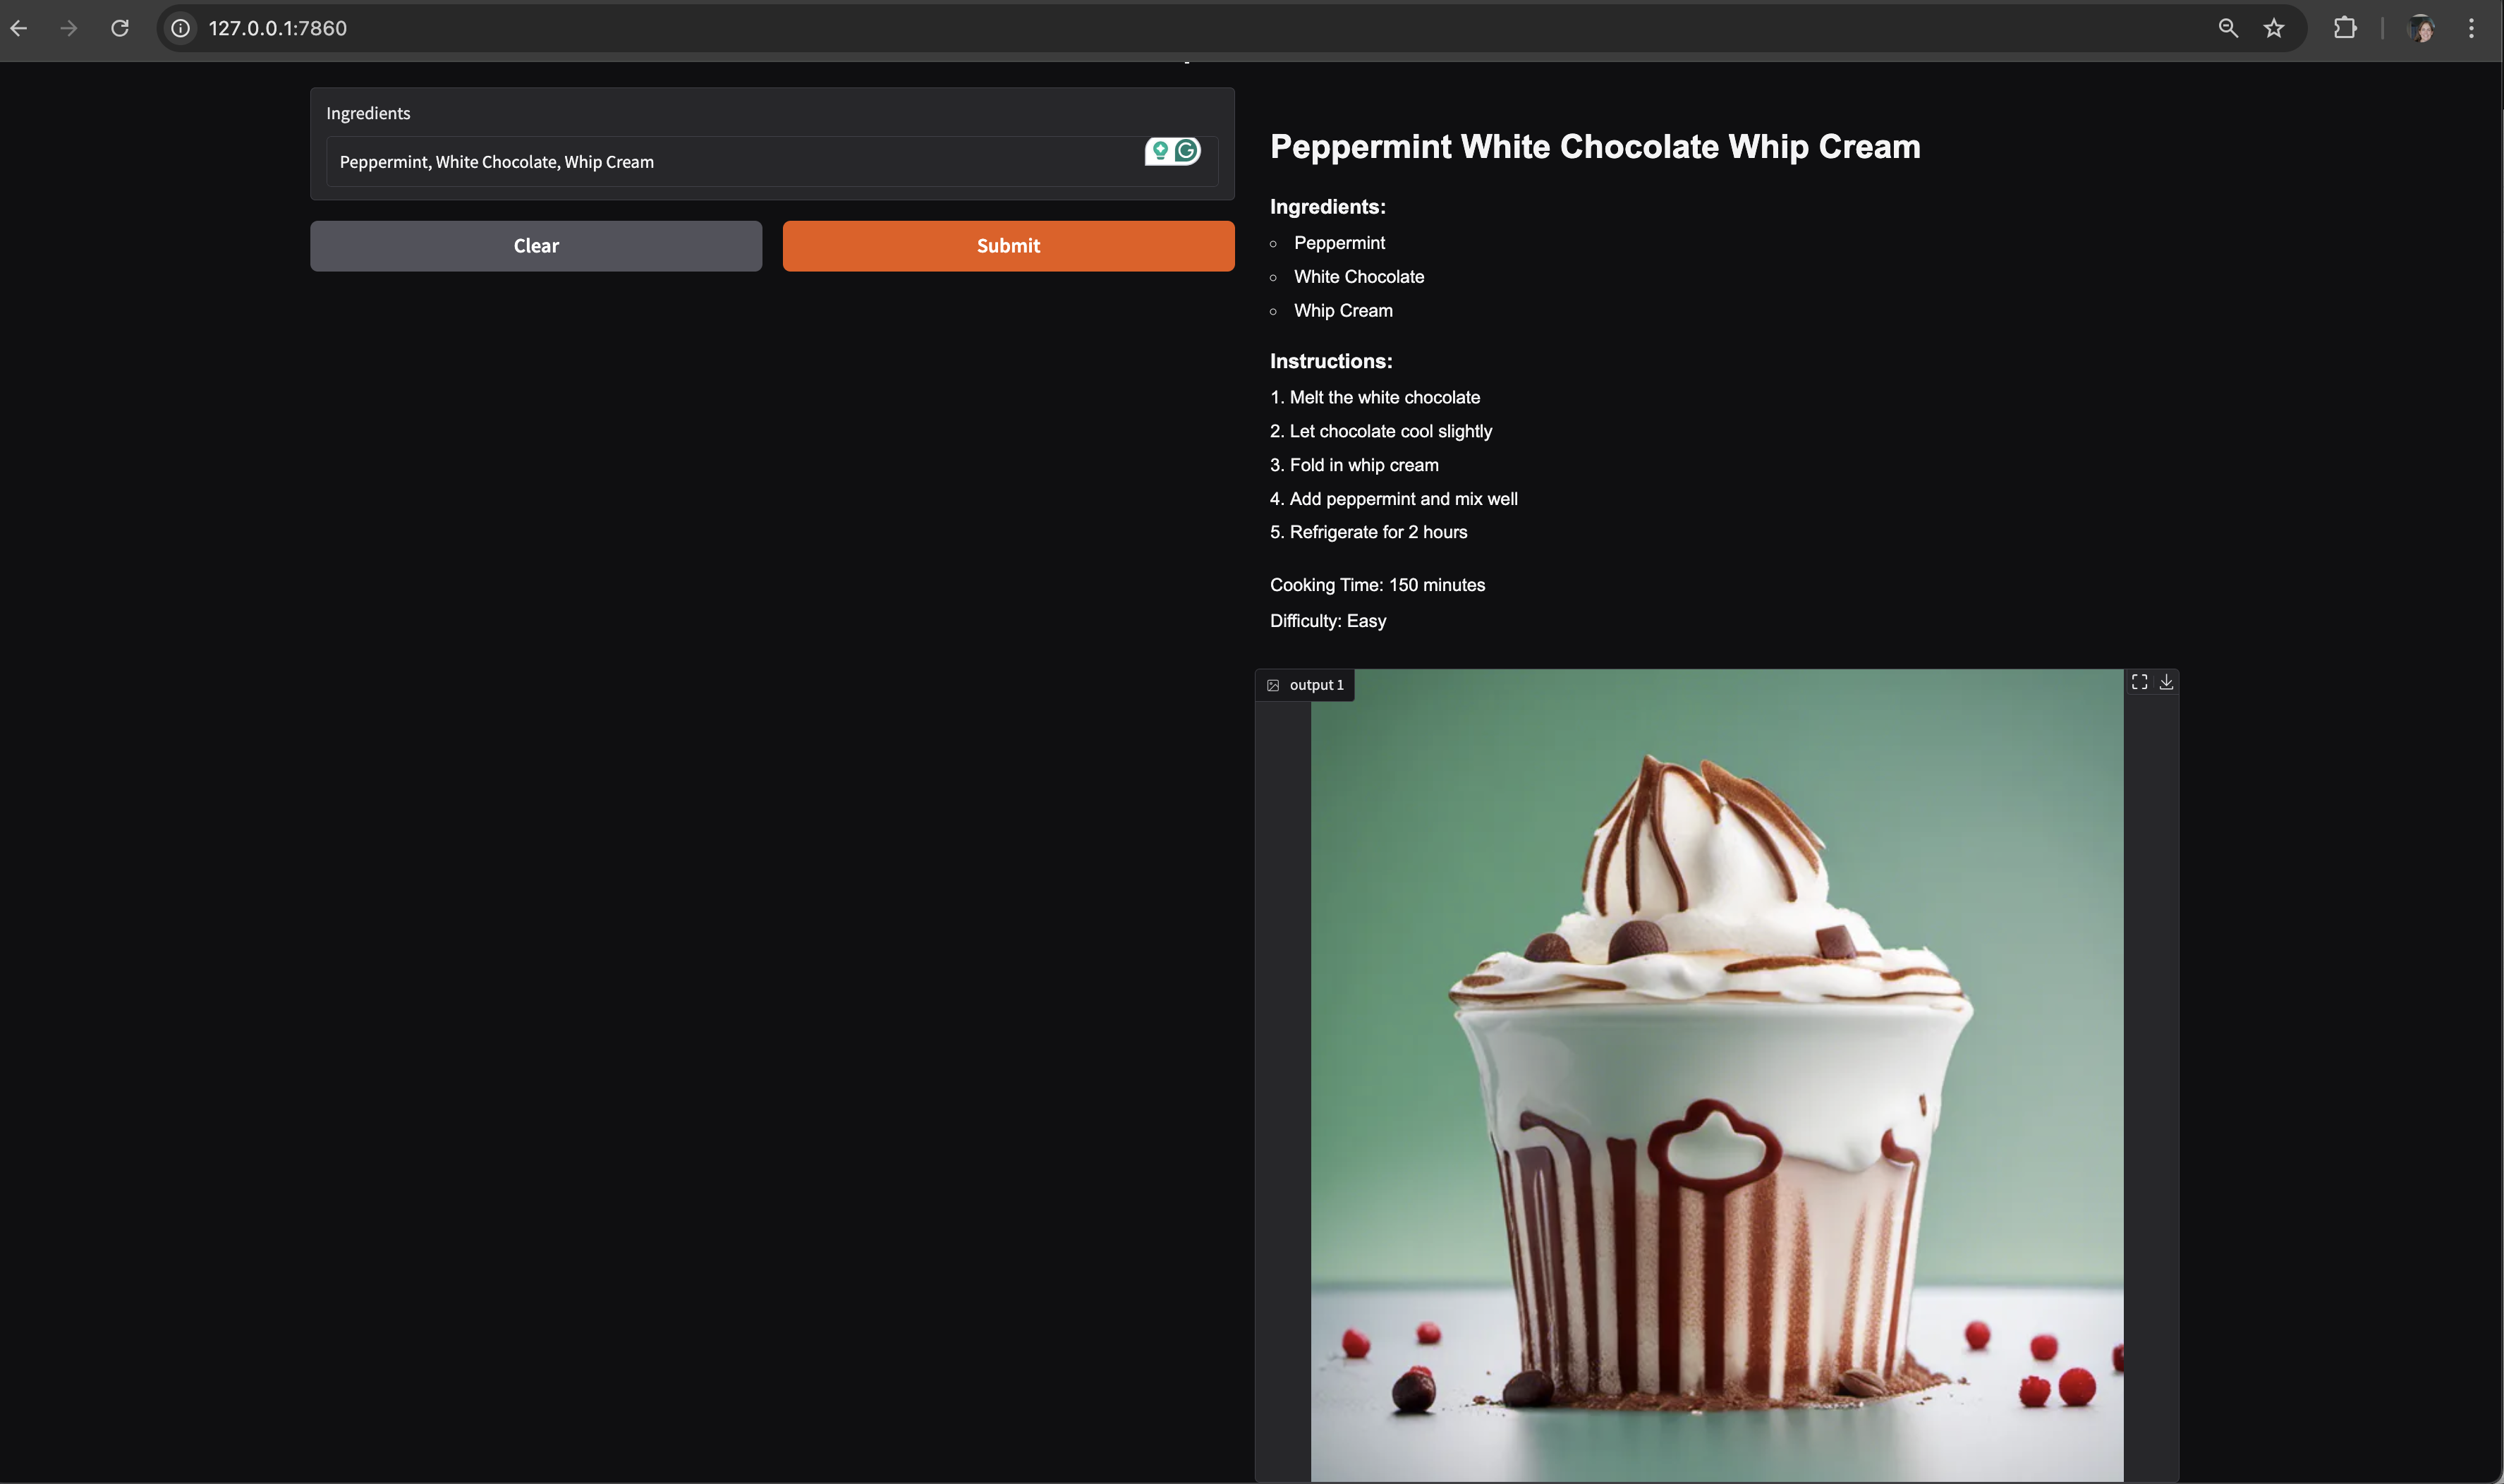 127.0.0.1:7860
Ingredients
Peppermint, White Chocolate, Whip Cream
Clear
Submit
Peppermint White Chocolate Whip Cream
Ingredients:
Peppermint
White Chocolate
Whip Cream
Instructions:
1. Melt the white chocolate
2. Let chocolate cool slightly
3. Fold in whip cream
4. Add peppermint and mix well
5. Refrigerate for 2 hours
Cooking Time: 150 minutes
Difficulty: Easy
output 1